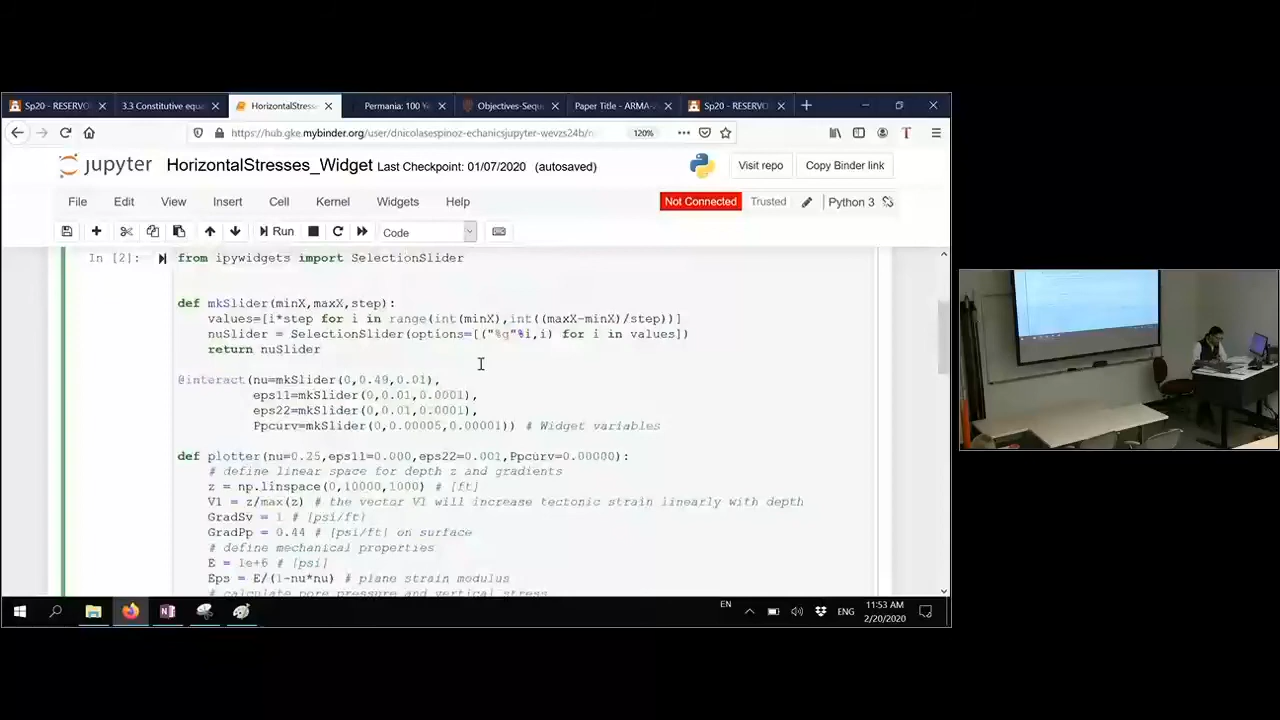 Sp20 - RESERVO
3.3 Constitutive equa
HorizontalStress
Permania: 100 Ye
Objectives-Sequ
Paper Title - ARMA-
Sp20 - RESERVO
https://hub.gke.mybinder.org/user/dnicolasespinoz-echanicsjupyter-wevzs24b/n
120%
jupyter HorizontalStresses_Widget Last Checkpoint: 01/07/2020 (autosaved)
Visit repo
Copy Binder link
File Edit View Insert Cell Kernel Widgets Help
Not Connected
Trusted
Python 3
Run
Code
In [2]:
from ipywidgets import SelectionSlider
def mkSlider(minX,maxX,step):
values=[i*step for i in range(int(minX),int((maxX-minX)/step))]
nuSlider = SelectionSlider(options=[("%g"%i,i) for i in values])
return nuSlider
@interact(nu=mkSlider(0,0.49,0.01),
eps11=mkSlider(0,0.01,0.0001),
eps22=mkSlider(0,0.01,0.0001),
Ppcurv=mkSlider(0,0.00005,0.00001)) # Widget variables
def plotter(nu=0.25,eps11=0.000,eps22=0.001,Ppcurv=0.00000):
# define linear space for depth z and gradients
z = np.linspace(0,10000,1000) # [ft]
V1 = z/max(z) # the vector V1 will increase tectonic strain linearly with depth
GradSv = 1 # [psi/ft)
GradPp = 0.44 # [psi/ft] on surface
# define mechanical properties
E = 1e+6 # [psi]
Eps = E/(1-nu*nu) # plane strain modulus
# calculate pore pressure and vertical stress
EN
ENG
11:53 AM
2/20/2020